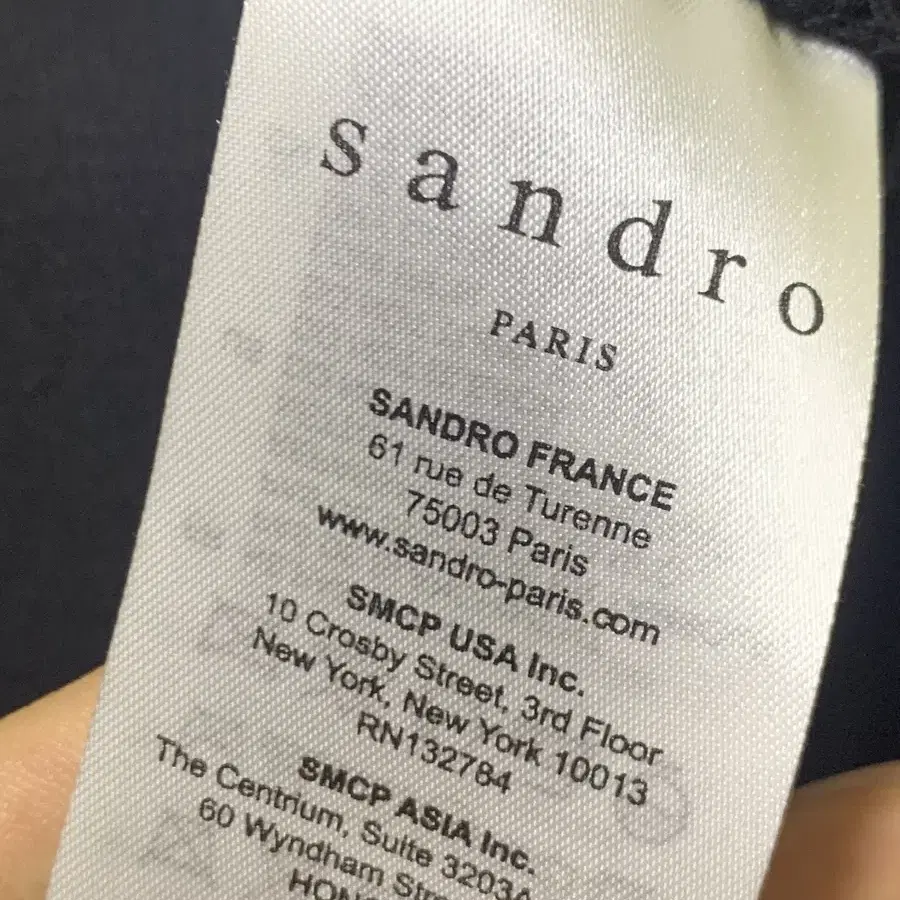 sandro
PARIS
SANDRO FRANCE
61 rue de Turenne
75003 Paris
www.sandro-paris.com
SMCP USA Inc.
10 Crosby Street, 3rd Floor
New York, New York 10013
RN132784
SMCP ASIA Inc.
The Centrium, Suite 3203A
60 Wyndham